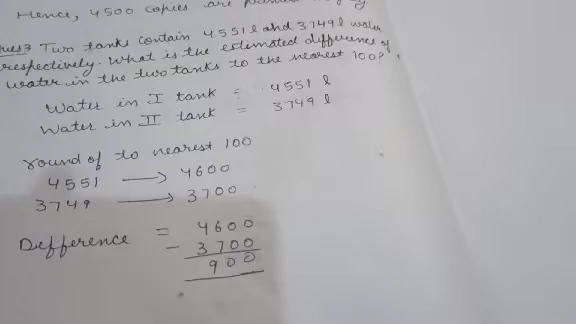 Hence, 4500 copies are
Ques3 Two tanks contain 4551 l and 3749 l water
respectively. What is the estimated difference of
water in the two tanks to the nearest 100?
Water in I tank = 4551 l
Water in II tank = 3749 l
round of to nearest 100
4551 → 4600
3749 → 3700
Difference = 4600
- 3700
900